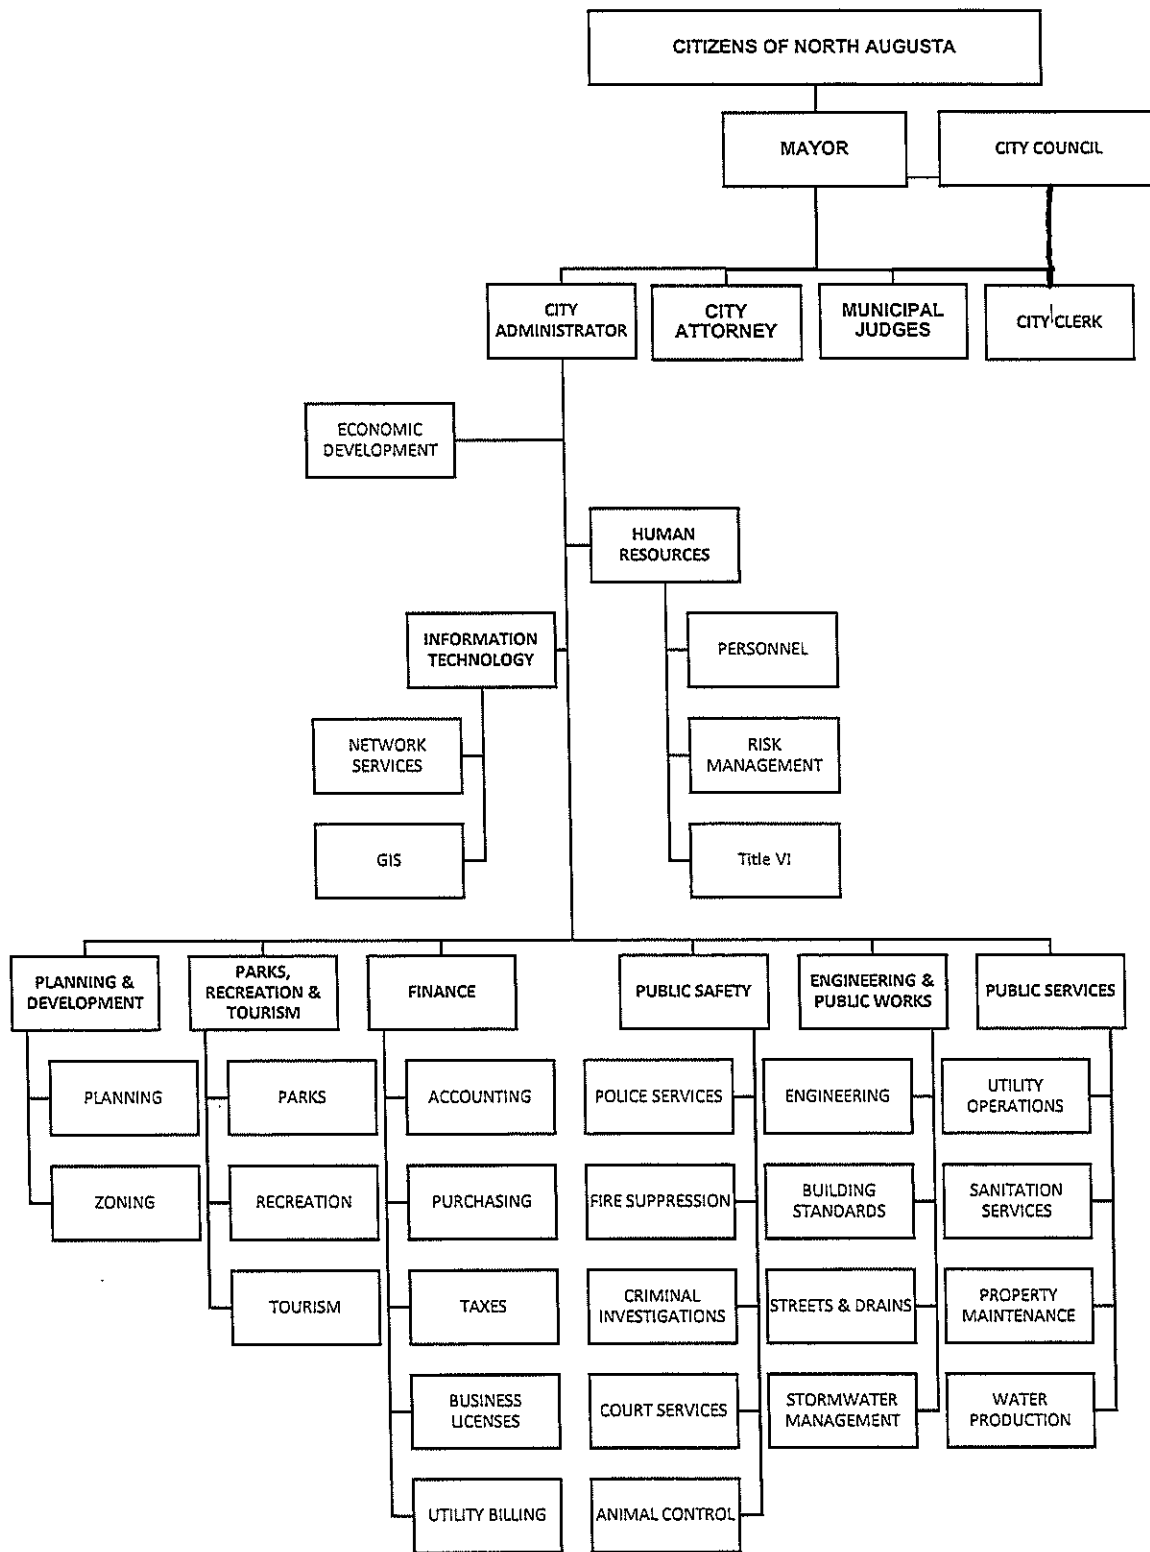 CITIZENS OF NORTH AUGUSTA
MAYOR
CITY COUNCIL
CITY
ADMINISTRATOR
CITY
ATTORNEY
MUNICIPAL
JUDGES
CITY CLERK
ECONOMIC
DEVELOPMENT
HUMAN
RESOURCES
INFORMATION
TECHNOLOGY
PERSONNEL
NETWORK
SERVICES
RISK
MANAGEMENT
GIS
Title VI
PLANNING &
DEVELOPMENT
PARKS,
RECREATION &
TOURISM
FINANCE
PUBLIC SAFETY
ENGINEERING &
PUBLIC WORKS
PUBLIC SERVICES
PLANNING
PARKS
ACCOUNTING
POLICE SERVICES
ENGINEERING
UTILITY
OPERATIONS
ZONING
RECREATION
PURCHASING
FIRE SUPPRESSION
BUILDING
STANDARDS
SANITATION
SERVICES
TOURISM
TAXES
CRIMINAL
INVESTIGATIONS
STREETS & DRAINS
PROPERTY
MAINTENANCE
BUSINESS
LICENSES
COURT SERVICES
STORMWATER
MANAGEMENT
WATER
PRODUCTION
UTILITY BILLING
ANIMAL CONTROL